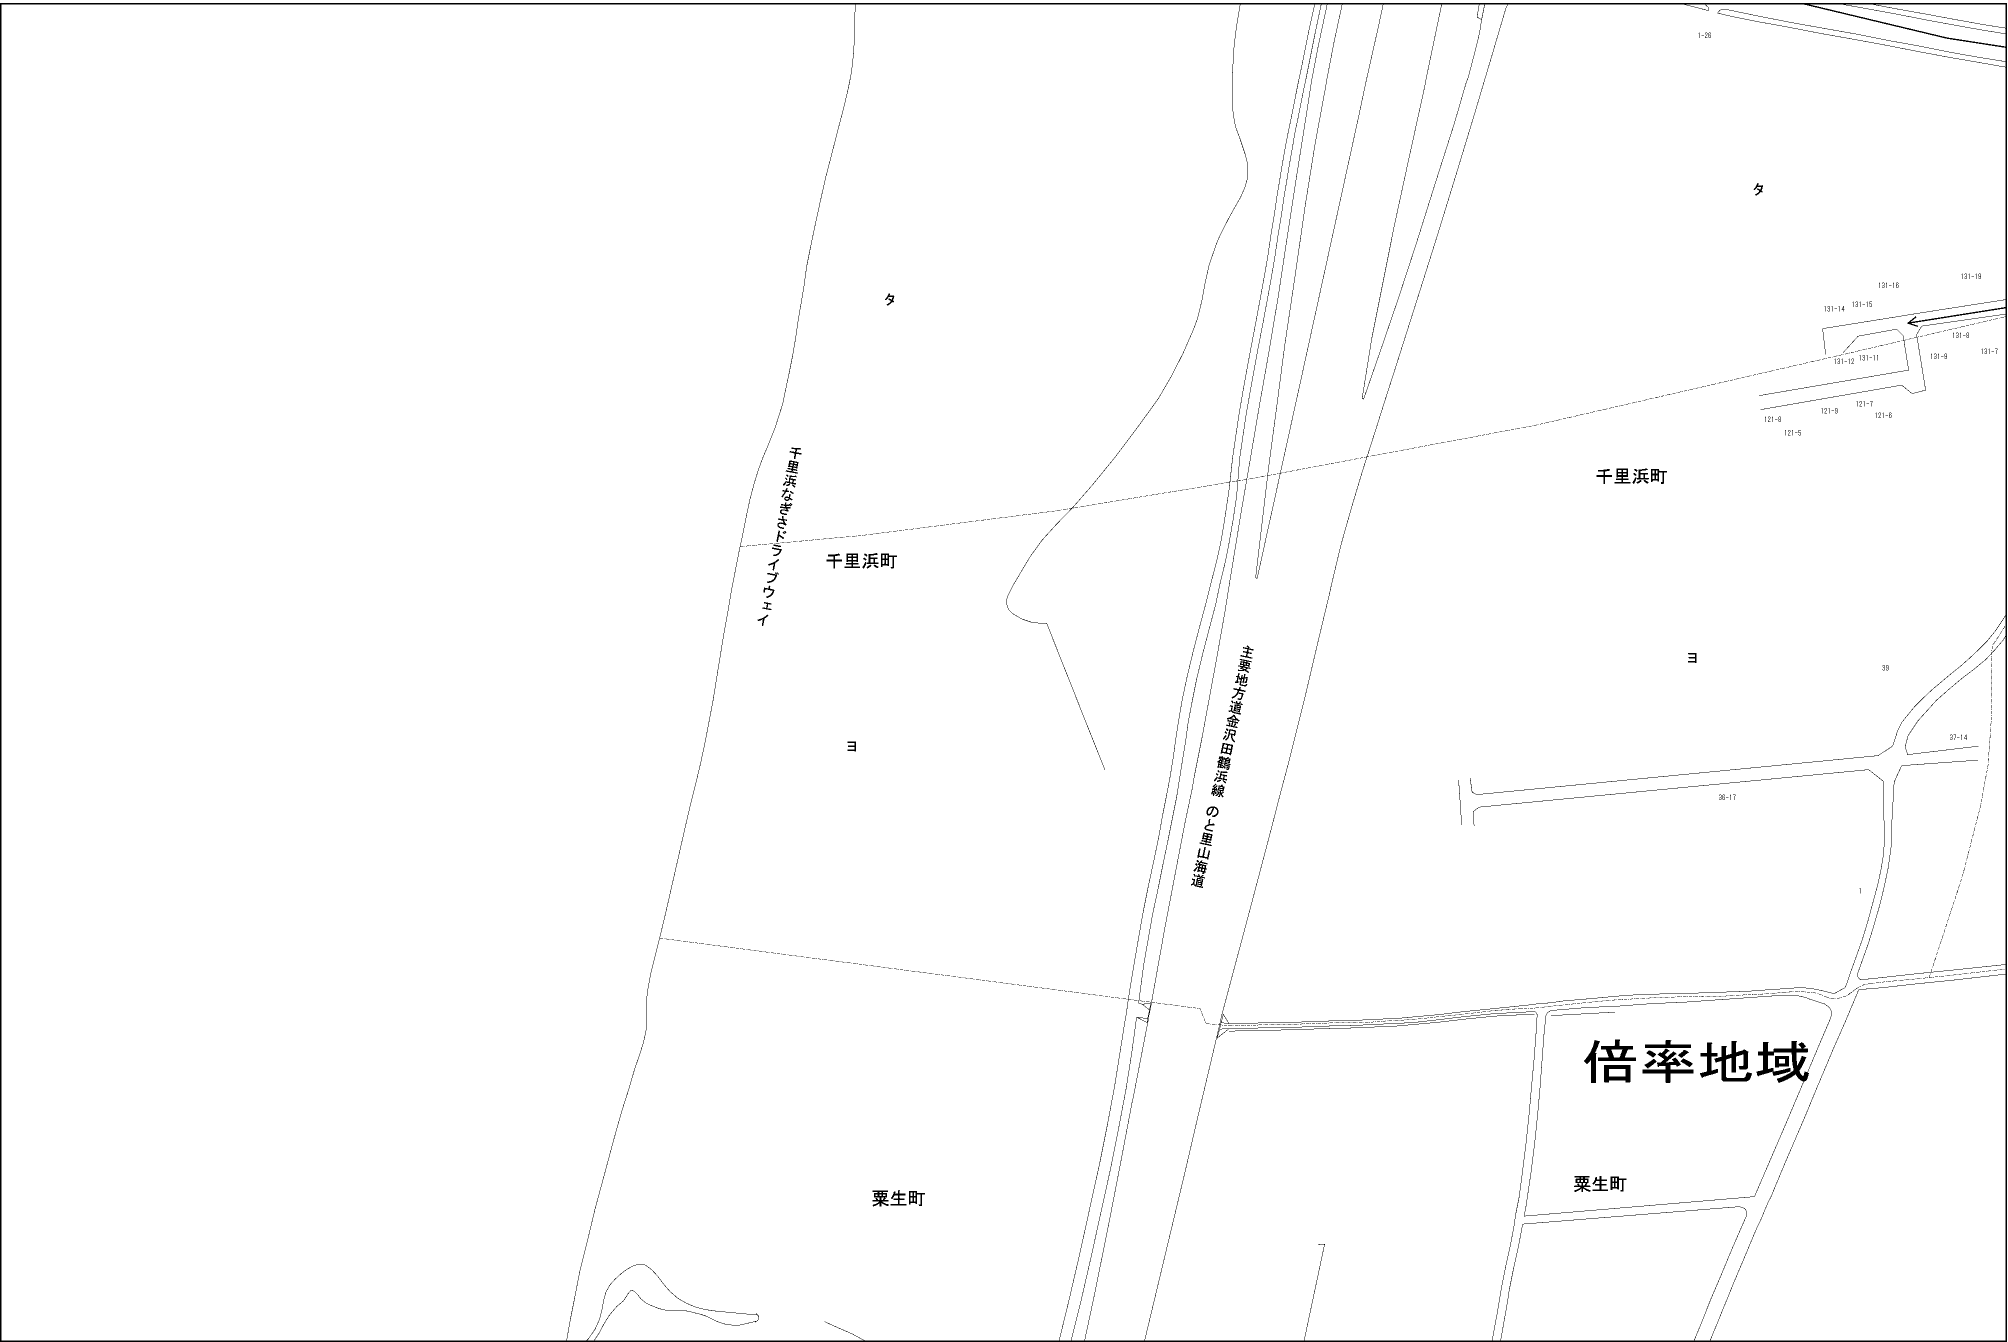 1-26
タ
タ
131-19
131-16
131-15
131-14
131-8
131-7
131-9
131-11
131-12
121-7
121-9
121-6
121-8
121-5
千里浜町
千里浜なぎさドライブウェイ
千里浜町
主要地方道金沢田鶴浜線 のと里山海道
ヨ
39
37-14
ヨ
36-17
1
倍率地域
粟生町
粟生町